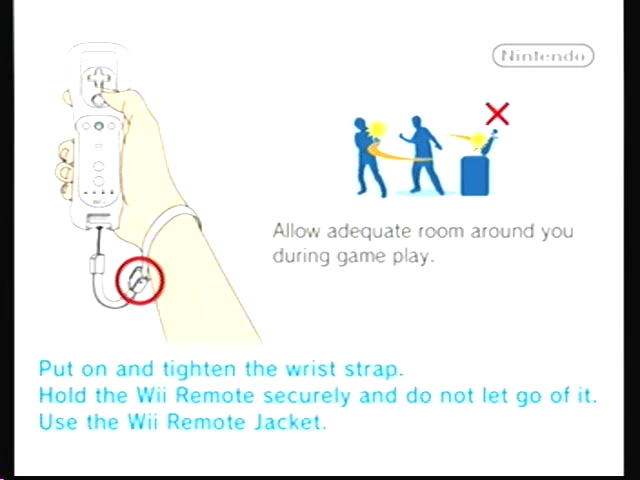 Nintendo
Allow adequate room around you
during game play.
Put on and tighten the wrist strap.
Hold the Wii Remote securely and do not let go of it.
Use the Wii Remote Jacket.